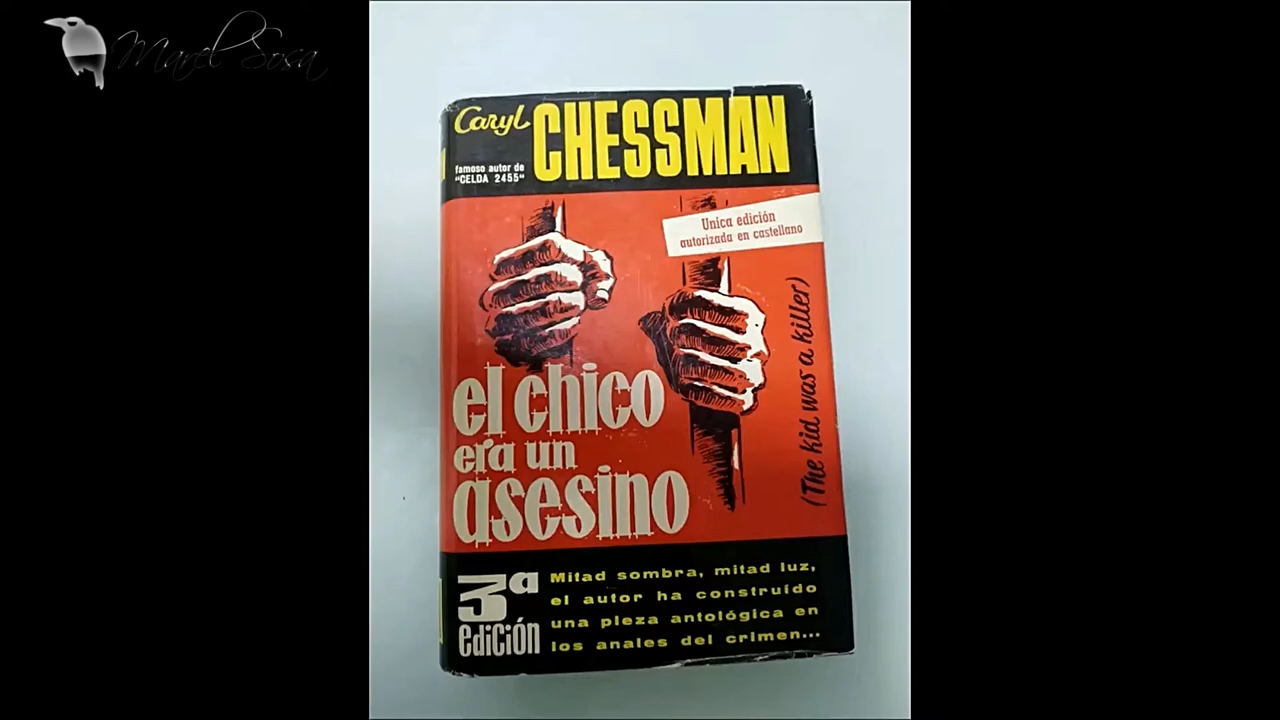 Marel Sosa
Caryl CHESSMAN
famoso autor de
"CELDA 2455"
Unica edición
autorizada en castellano
(The kid was a killer)
el chico
era un
asesino
3ª
edición
Mitad sombra, mitad luz,
el autor ha construído
una pieza antológica en
los anales del crimen...